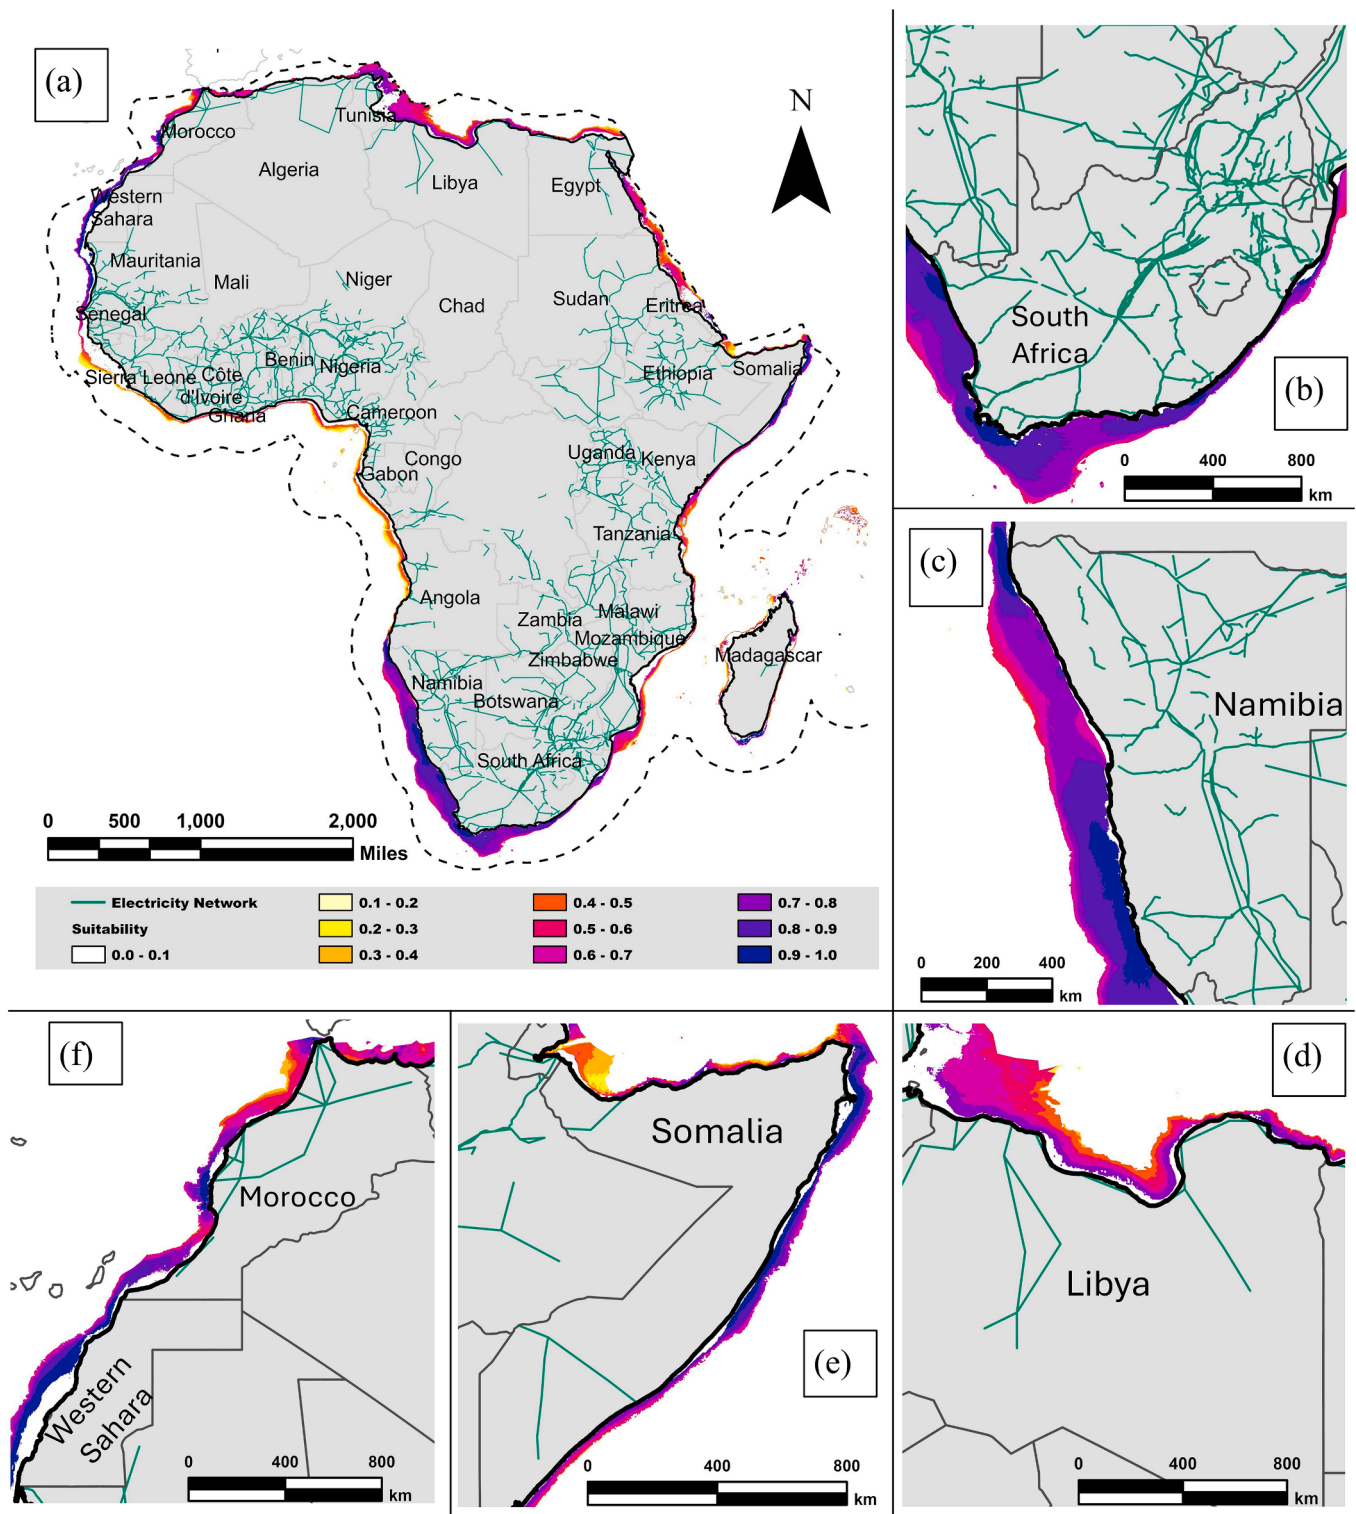 (a)
N
Tunisia
Morocco
Algeria
Libya
Egypt
Western
Sahara
Mauritania
Mali
Niger
Chad
Sudan
Eritrea
Senegal
Benin
Nigeria
Ethiopia
Somalia
Sierra Leone
Côte
d'Ivoire
Ghana
Cameroon
Congo
Gabon
Uganda
Kenya
Tanzania
Angola
Zambia
Malawi
Mozambique
Zimbabwe
Madagascar
Namibia
Botswana
South Africa
0 500 1,000 2,000
Miles
Electricity Network
Suitability
0.0 - 0.1
0.1 - 0.2
0.2 - 0.3
0.3 - 0.4
0.4 - 0.5
0.5 - 0.6
0.6 - 0.7
0.7 - 0.8
0.8 - 0.9
0.9 - 1.0
South
Africa
(b)
0 400 800
km
(c)
Namibia
0 200 400
km
(f)
Morocco
Western
Sahara
0 400 800
km
Somalia
(e)
0 400 800
km
(d)
Libya
0 400 800
km